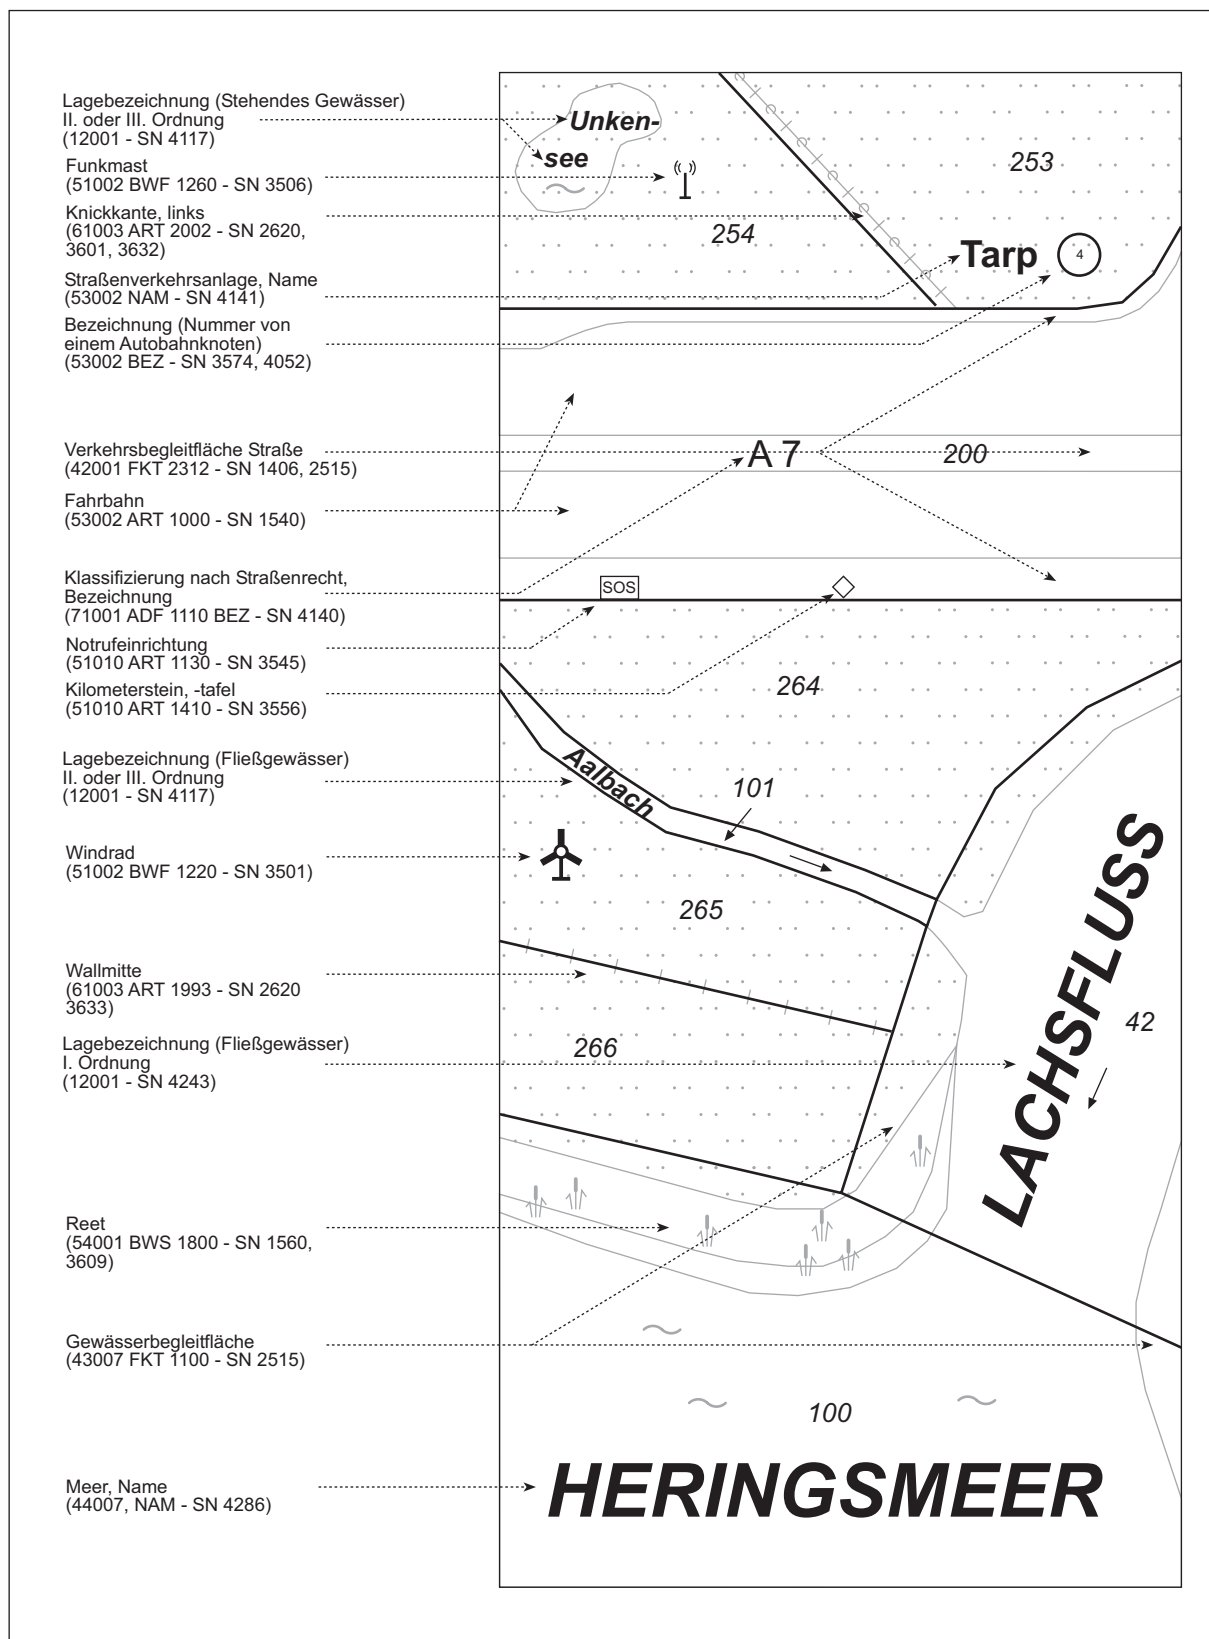 Lagebezeichnung (Stehendes Gewässer)
II. oder III. Ordnung
(12001 - SN 4117)
Funkmast
(51002 BWF 1260 - SN 3506)
Knickkante, links
(61003 ART 2002 - SN 2620,
3601, 3632)
Straßenverkehrsanlage, Name
(53002 NAM - SN 4141)
Bezeichnung (Nummer von
einem Autobahnknoten)
(53002 BEZ - SN 3574, 4052)
Verkehrsbegleitfläche Straße
(42001 FKT 2312 - SN 1406, 2515)
Fahrbahn
(53002 ART 1000 - SN 1540)
Klassifizierung nach Straßenrecht,
Bezeichnung
(71001 ADF 1110 BEZ - SN 4140)
Notrufeinrichtung
(51010 ART 1130 - SN 3545)
Kilometerstein, -tafel
(51010 ART 1410 - SN 3556)
Lagebezeichnung (Fließgewässer)
II. oder III. Ordnung
(12001 - SN 4117)
Windrad
(51002 BWF 1220 - SN 3501)
Wallmitte
(61003 ART 1993 - SN 2620
3633)
Lagebezeichnung (Fließgewässer)
I. Ordnung
(12001 - SN 4243)
Reet
(54001 BWS 1800 - SN 1560,
3609)
Gewässerbegleitfläche
(43007 FKT 1100 - SN 2515)
Meer, Name
(44007, NAM - SN 4286)
Unken-
see
253
254
Tarp
4
A 7
200
SOS
264
Aalbach
101
265
LACHSFLUSS
42
266
100
HERINGSMEER